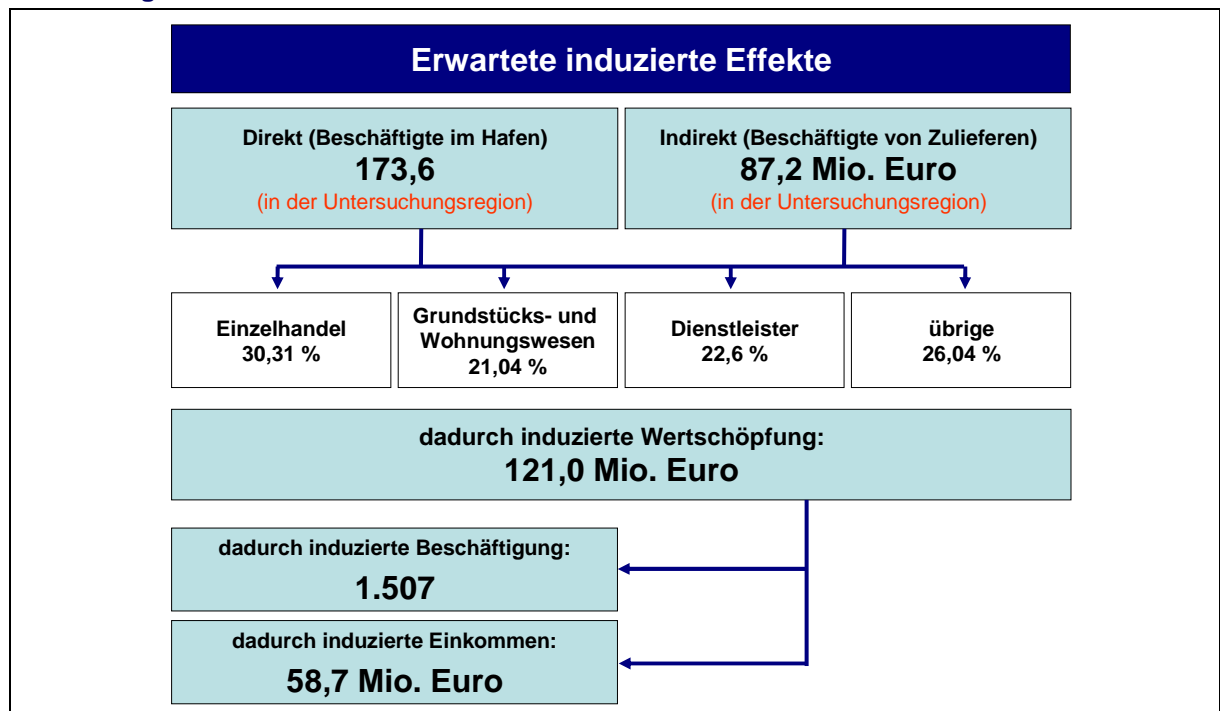 Erwartete induzierte Effekte
Direkt (Beschäftigte im Hafen)
173,6
(in der Untersuchungsregion)
Indirekt (Beschäftigte von Zulieferen)
87,2 Mio. Euro
(in der Untersuchungsregion)
Einzelhandel
30,31 %
Grundstücks- und
Wohnungswesen
21,04 %
Dienstleister
22,6 %
übrige
26,04 %
dadurch induzierte Wertschöpfung:
121,0 Mio. Euro
dadurch induzierte Beschäftigung:
1.507
dadurch induzierte Einkommen:
58,7 Mio. Euro